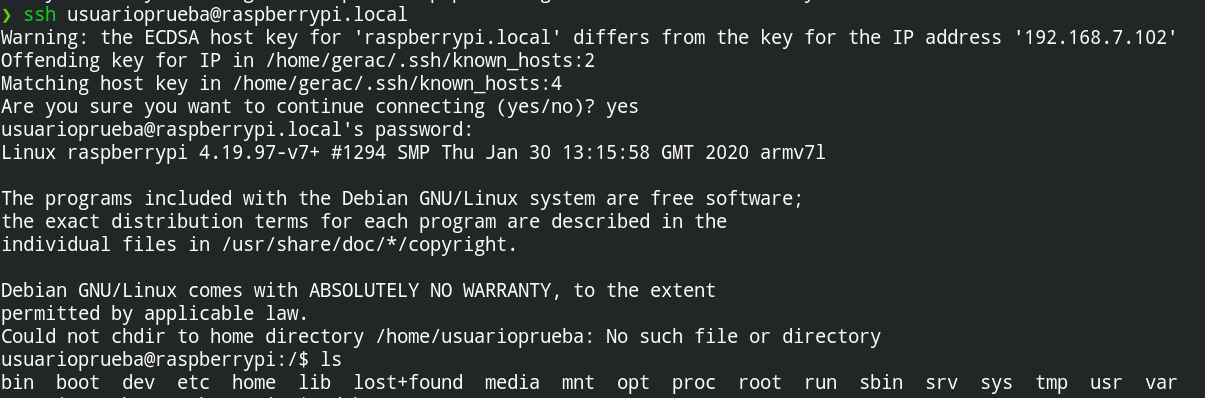 ❯ ssh usuarioprueba@raspberrypi.local
Warning: the ECDSA host key for 'raspberrypi.local' differs from the key for the IP address '192.168.7.102'
Offending key for IP in /home/gerac/.ssh/known_hosts:2
Matching host key in /home/gerac/.ssh/known_hosts:4
Are you sure you want to continue connecting (yes/no)? yes
usuarioprueba@raspberrypi.local's password:
Linux raspberrypi 4.19.97-v7+ #1294 SMP Thu Jan 30 13:15:58 GMT 2020 armv7l
The programs included with the Debian GNU/Linux system are free software;
the exact distribution terms for each program are described in the
individual files in /usr/share/doc/*/copyright.
Debian GNU/Linux comes with ABSOLUTELY NO WARRANTY, to the extent
permitted by applicable law.
Could not chdir to home directory /home/usuarioprueba: No such file or directory
usuarioprueba@raspberrypi:/$ ls
bin  boot  dev  etc  home  lib  lost+found  media  mnt  opt  proc  root  run  sbin  srv  sys  tmp  usr  var